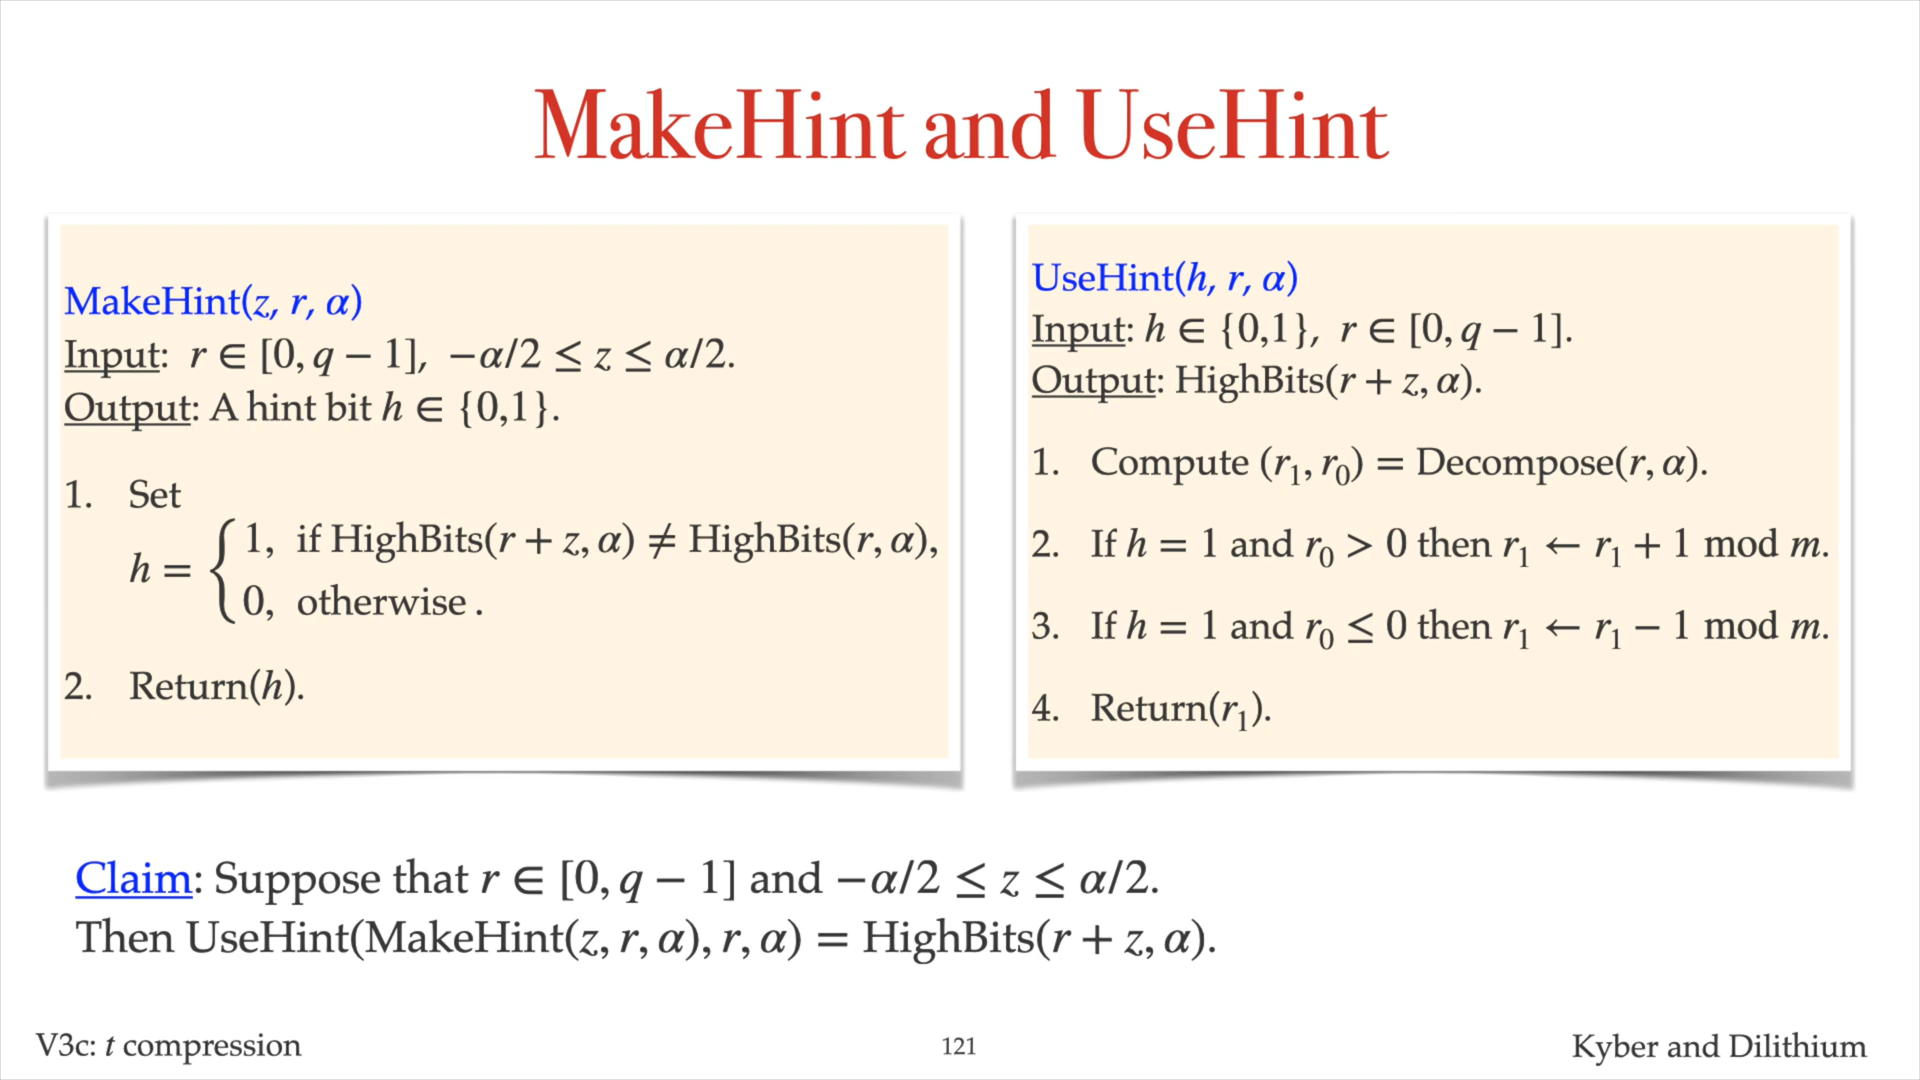 MakeHint and UseHint
MakeHint(z, r, α)
Input: r ∈ [0, q − 1], −α/2 ≤ z ≤ α/2.
Output: A hint bit h ∈ {0,1}.
1. Set
h = { 1, if HighBits(r + z, α) ≠ HighBits(r, α),
0, otherwise.
2. Return(h).
UseHint(h, r, α)
Input: h ∈ {0,1}, r ∈ [0, q − 1].
Output: HighBits(r + z, α).
1. Compute (r₁, r₀) = Decompose(r, α).
2. If h = 1 and r₀ > 0 then r₁ ← r₁ + 1 mod m.
3. If h = 1 and r₀ ≤ 0 then r₁ ← r₁ − 1 mod m.
4. Return(r₁).
Claim: Suppose that r ∈ [0, q − 1] and −α/2 ≤ z ≤ α/2.
Then UseHint(MakeHint(z, r, α), r, α) = HighBits(r + z, α).
V3c: t compression
121
Kyber and Dilithium